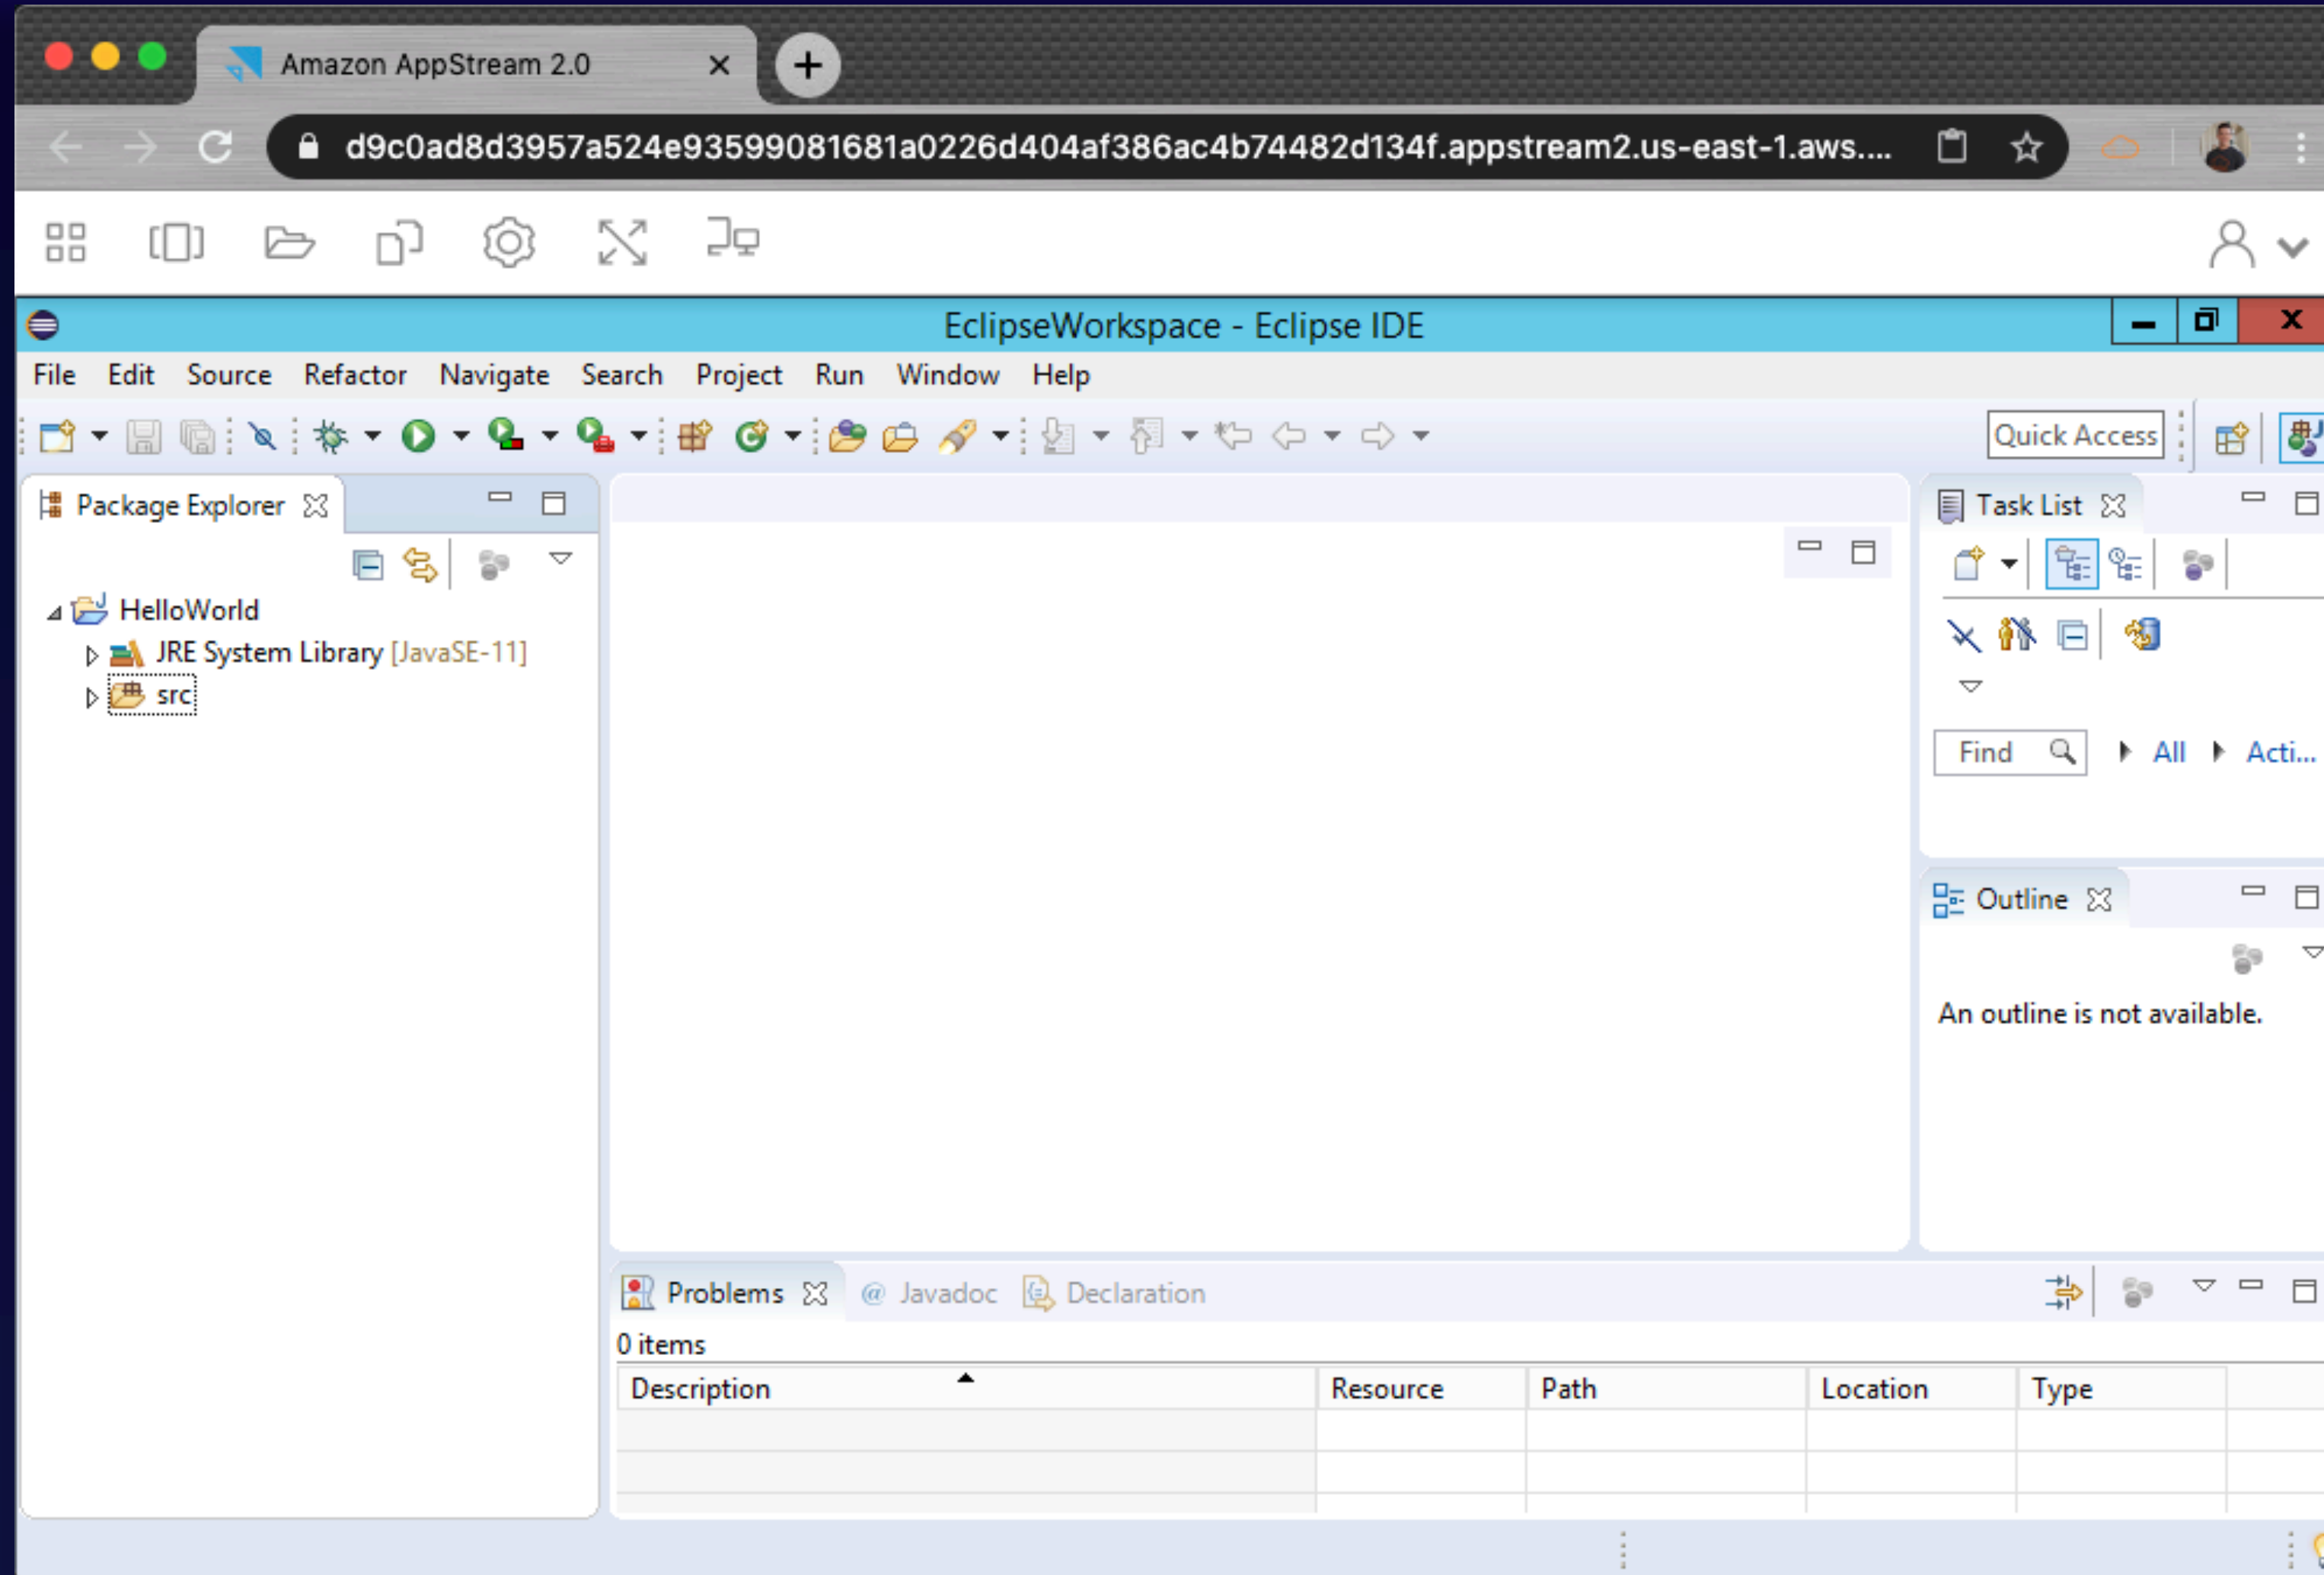 Amazon AppStream 2.0
d9c0ad8d3957a524e93599081681a0226d404af386ac4b74482d134f.appstream2.us-east-1.aws....
EclipseWorkspace - Eclipse IDE
File Edit Source Refactor Navigate Search Project Run Window Help
Quick Access
Package Explorer
HelloWorld
JRE System Library [JavaSE-11]
src
Task List
Find All Acti...
Outline
An outline is not available.
Problems @ Javadoc Declaration
0 items
Description Resource Path Location Type